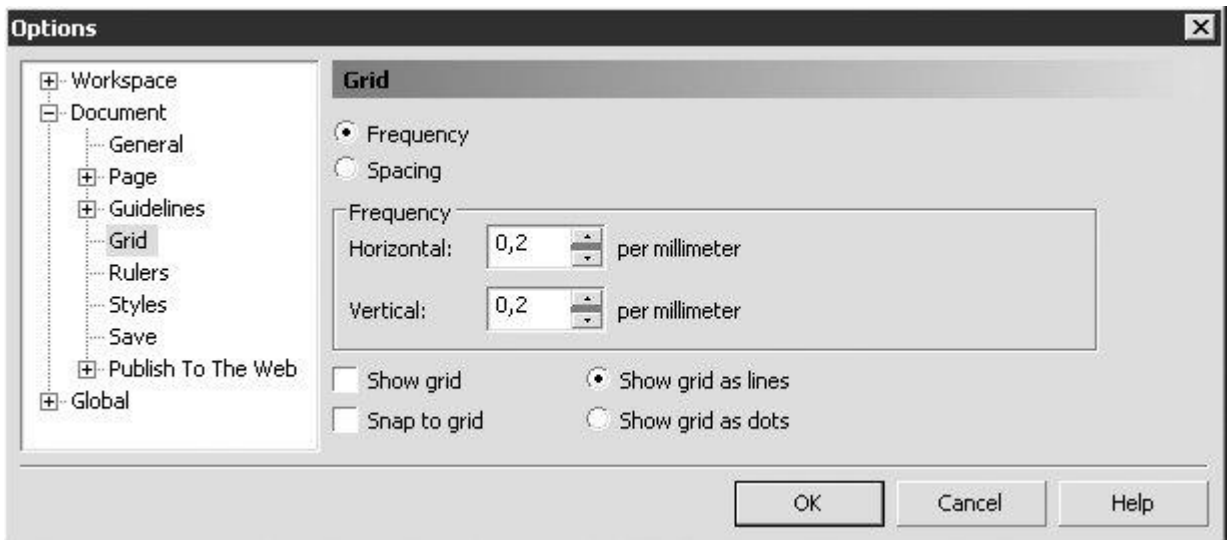 Options
Workspace
Document
General
Page
Guidelines
Grid
Rulers
Styles
Save
Publish To The Web
Global
Grid
Frequency
Spacing
Frequency
Horizontal: 0,2 per millimeter
Vertical: 0,2 per millimeter
Show grid Show grid as lines
Snap to grid Show grid as dots
OK Cancel Help